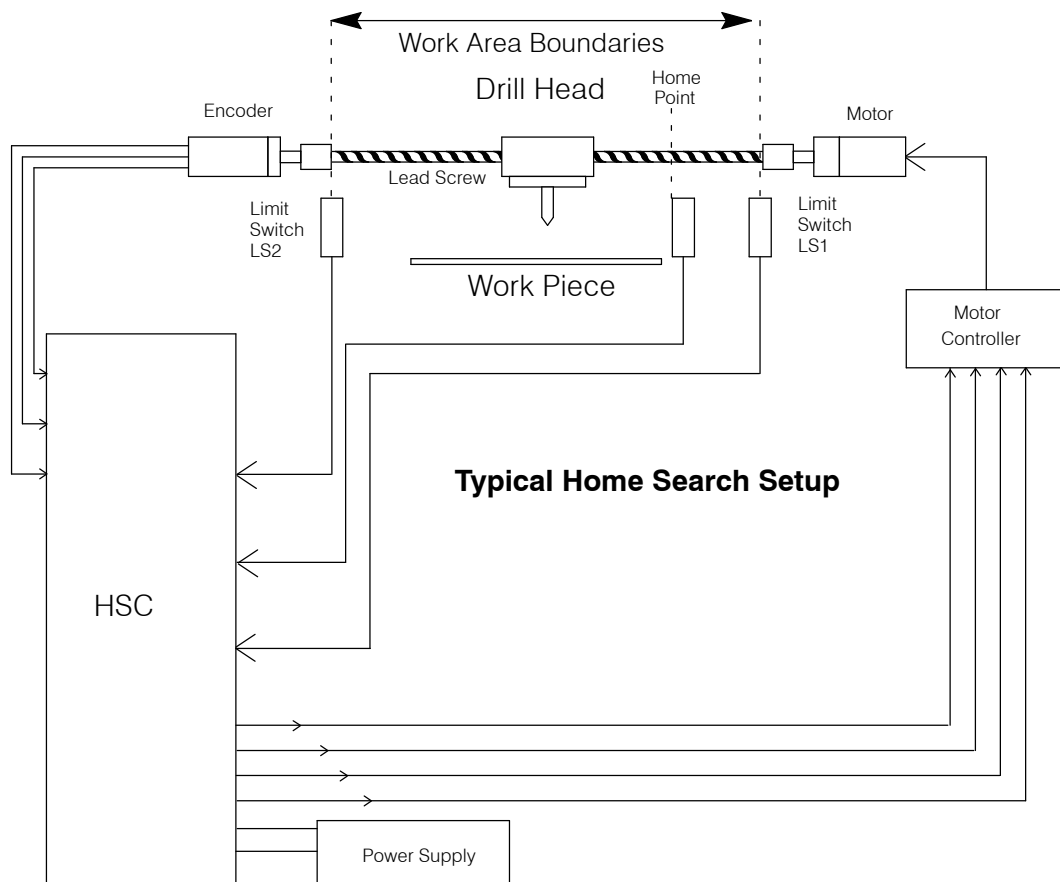 Work Area Boundaries
Drill Head
Home
Point
Encoder
Motor
Lead Screw
Limit
Switch
LS2
Limit
Switch
LS1
Work Piece
Motor
Controller
Typical Home Search Setup
HSC
Power Supply